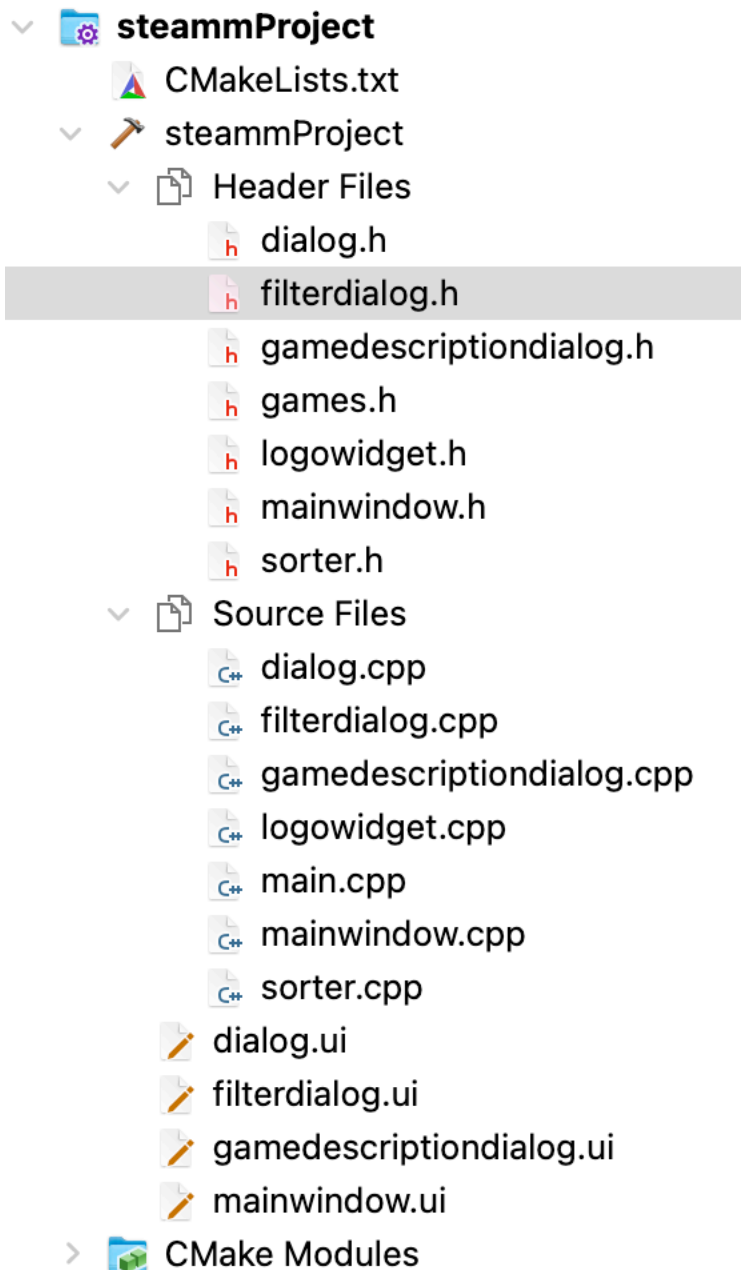 steammProject
CMakeLists.txt
steammProject
Header Files
h dialog.h
h filterdialog.h
h gamedescriptiondialog.h
h games.h
h logowidget.h
h mainwindow.h
h sorter.h
Source Files
C++ dialog.cpp
C++ filterdialog.cpp
C++ gamedescriptiondialog.cpp
C++ logowidget.cpp
C++ main.cpp
C++ mainwindow.cpp
C++ sorter.cpp
dialog.ui
filterdialog.ui
gamedescriptiondialog.ui
mainwindow.ui
CMake Modules